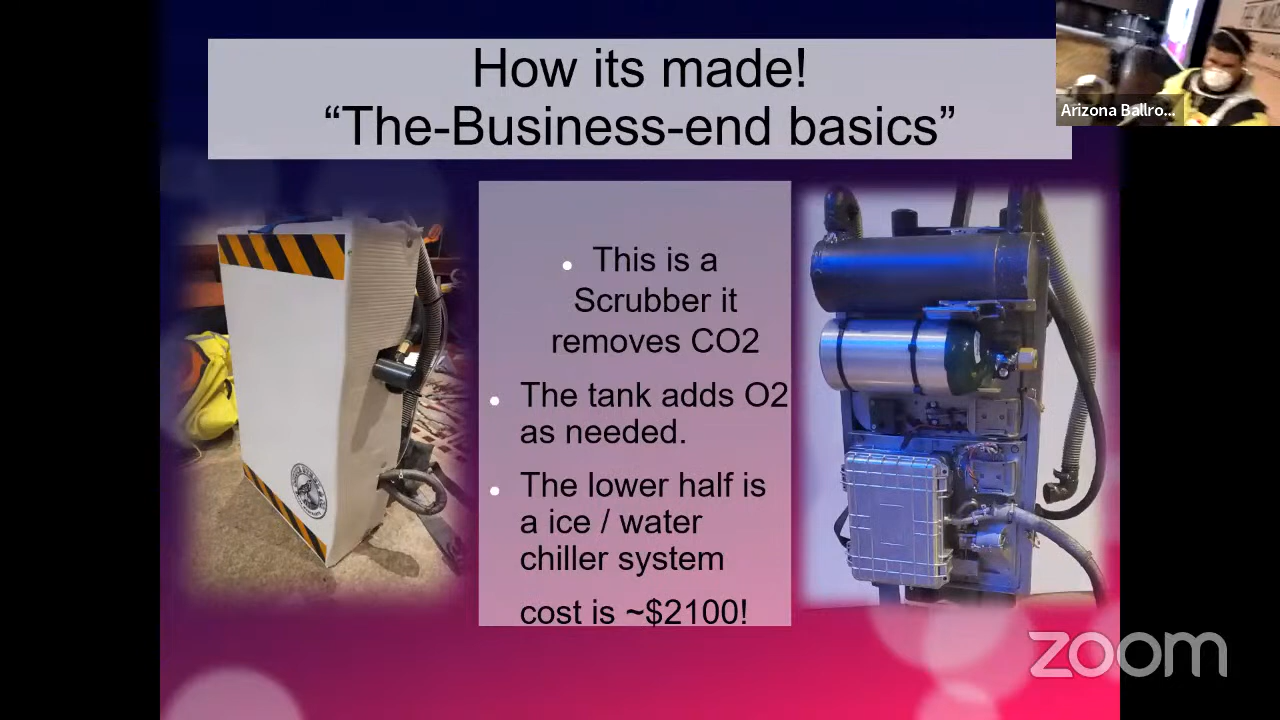 How its made!
“The-Business-end basics”
Arizona Ballro...
This is a
Scrubber it
removes CO2
The tank adds O2
as needed.
The lower half is
a ice / water
chiller system
cost is ~$2100!
zoom